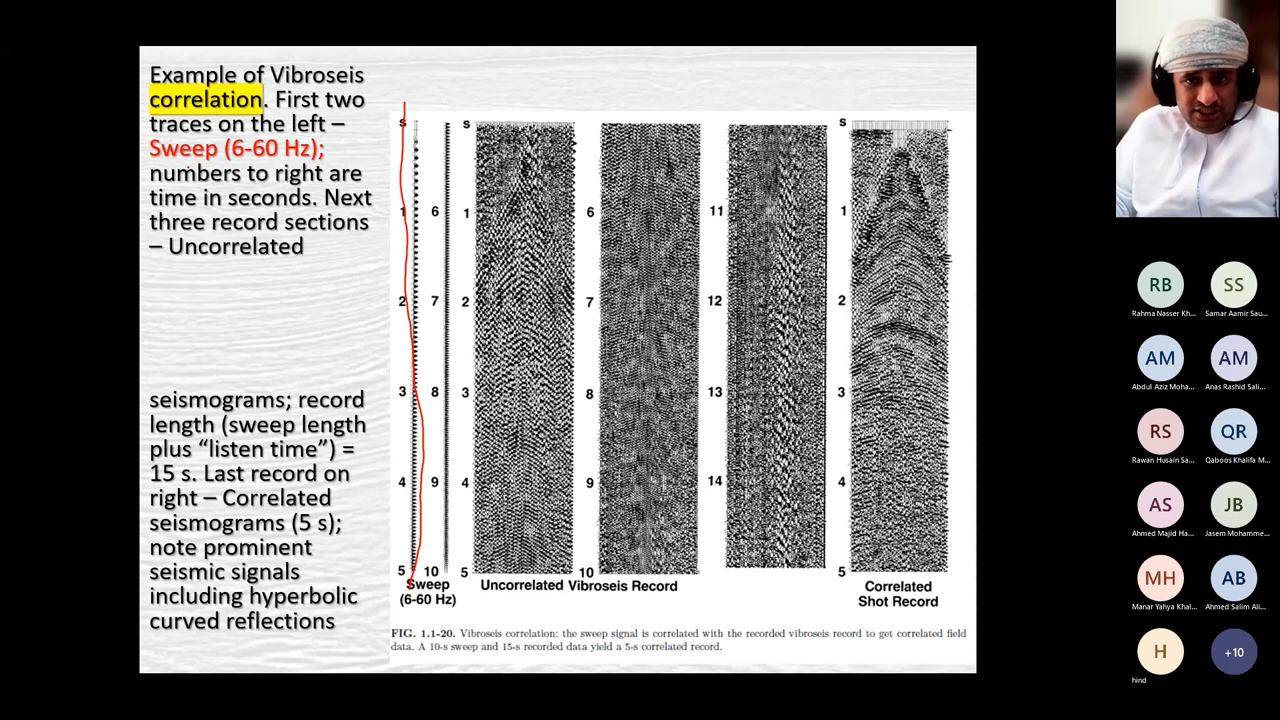 Example of Vibroseis
correlation. First two
traces on the left –
Sweep (6-60 Hz);
numbers to right are
time in seconds. Next
three record sections
– Uncorrelated
seismograms; record
length (sweep length
plus “listen time”) =
15 s. Last record on
right – Correlated
seismograms (5 s);
note prominent
seismic signals
including hyperbolic
curved reflections
s s s
1 6 1 6 11 1
2 7 2 7 12 2
3 8 3 8 13 3
4 9 4 9 14 4
5 10 5 10 5
Sweep
(6-60 Hz)
Uncorrelated Vibroseis Record
Correlated
Shot Record
FIG. 1.1-20. Vibroseis correlation: the sweep signal is correlated with the recorded vibroseis record to get correlated field
data. A 10-s sweep and 15-s recorded data yield a 5-s correlated record.
RB SS
Rahma Nasser Kh... Samar Aamir Sau...
AM AM
Abdul Aziz Moha... Anas Rashid Sali...
RS QR
Rawan Husain Sa... Qaboos Khalifa M...
AS JB
Ahmed Majid Ha... Jasem Mohamme...
MH AB
Manar Yahya Khal... Ahmed Salim Ali...
H +10
hind